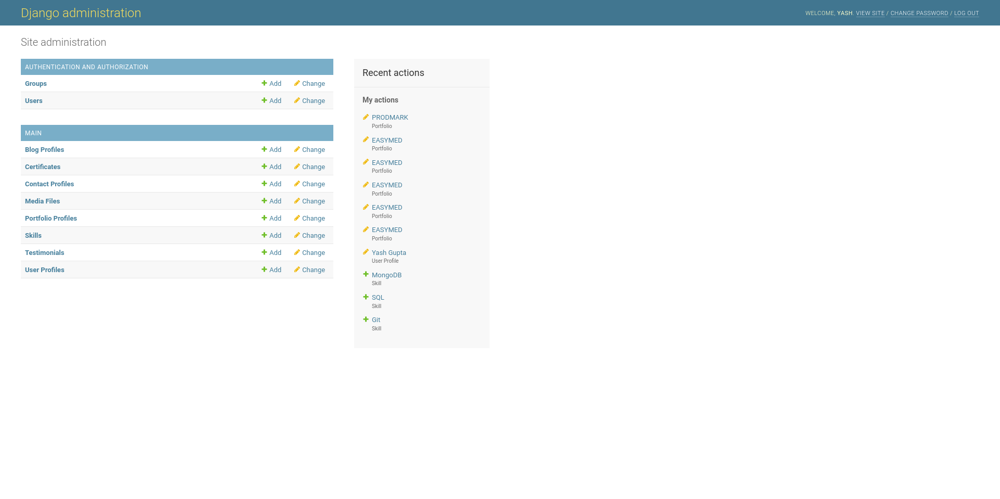 Django administration
WELCOME, YASH. VIEW SITE / CHANGE PASSWORD / LOG OUT
Site administration
AUTHENTICATION AND AUTHORIZATION
Groups Add Change
Users Add Change
MAIN
Blog Profiles Add Change
Certificates Add Change
Contact Profiles Add Change
Media Files Add Change
Portfolio Profiles Add Change
Skills Add Change
Testimonials Add Change
User Profiles Add Change
Recent actions
My actions
PRODMARK
Portfolio
EASYMED
Portfolio
EASYMED
Portfolio
EASYMED
Portfolio
EASYMED
Portfolio
EASYMED
Portfolio
Yash Gupta
User Profile
MongoDB
Skill
SQL
Skill
Git
Skill